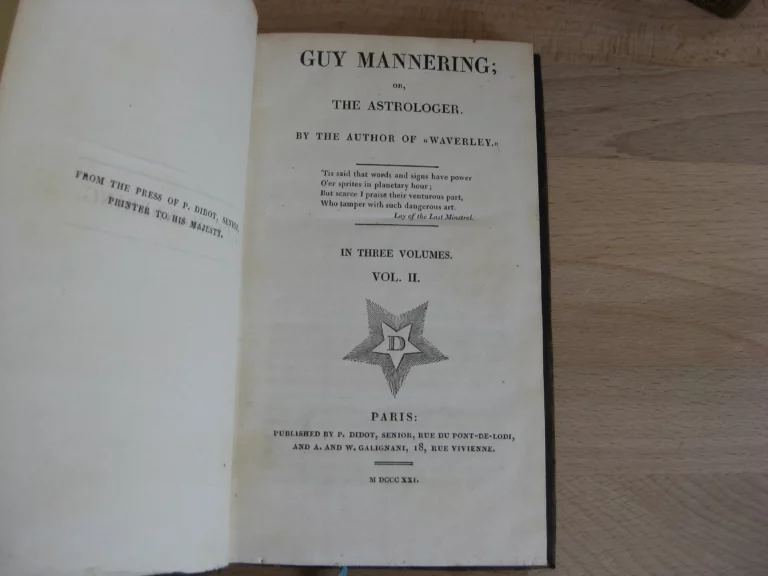 FROM THE PRESS OF P. DIDOT, SENIOR,
PRINTER TO HIS MAJESTY.
GUY MANNERING;
OR,
THE ASTROLOGER.
BY THE AUTHOR OF «WAVERLEY.»
'Tis said that words and signs have power
O'er sprites in planetary hour;
But scarce I praise their venturous part,
Who tamper with such dangerous art.
Lay of the Last Minstrel.
IN THREE VOLUMES.
VOL. II.
D
PARIS:
PUBLISHED BY P. DIDOT, SENIOR, RUE DU PONT-DE-LODI,
AND A. AND W. GALIGNANI, 18, RUE VIVIENNE.
M DCCC XXI.